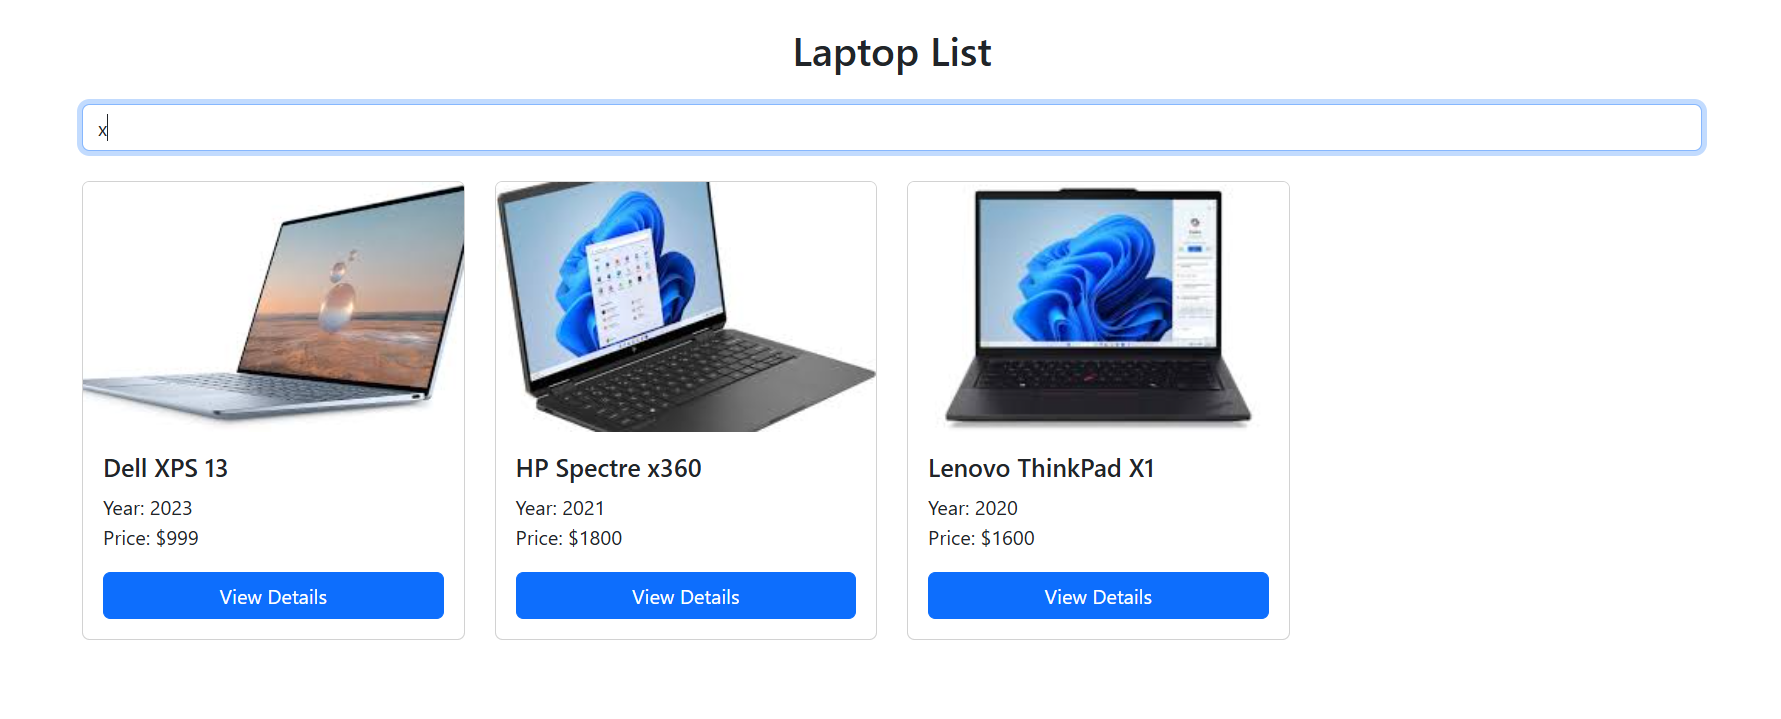 Laptop List
x
Dell XPS 13
Year: 2023
Price: $999
View Details
HP Spectre x360
Year: 2021
Price: $1800
View Details
Lenovo ThinkPad X1
Year: 2020
Price: $1600
View Details